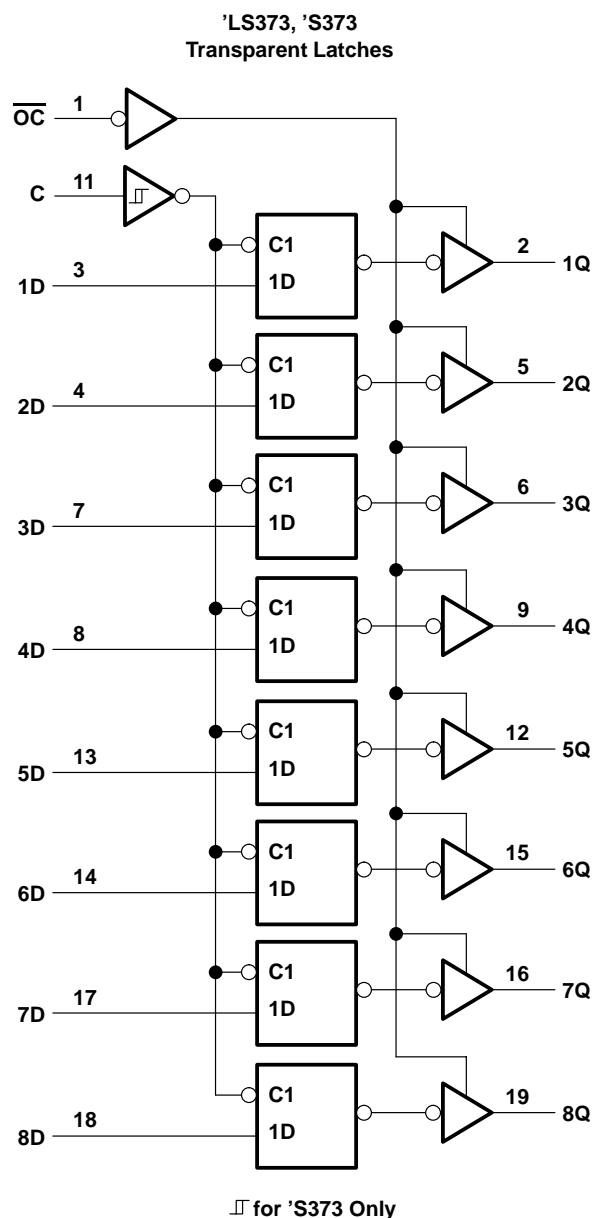 'LS373, 'S373
Transparent Latches
OC 1
C 11
C1
1D 3 1D 2 1Q
C1
2D 4 1D 5 2Q
C1
3D 7 1D 6 3Q
C1
4D 8 1D 9 4Q
C1
5D 13 1D 12 5Q
C1
6D 14 1D 15 6Q
C1
7D 17 1D 16 7Q
C1
8D 18 1D 19 8Q
for 'S373 Only